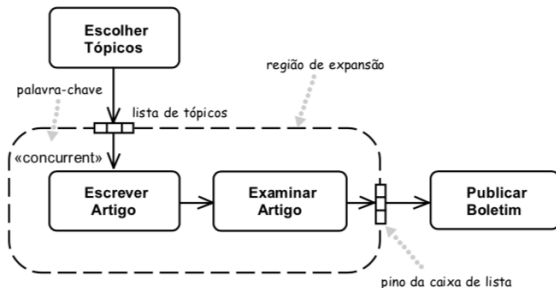 Escolher
Tópicos
região de expansão
palavra-chave
lista de tópicos
«concurrent»
Escrever
Artigo
Examinar
Artigo
Publicar
Boletim
pino da caixa de lista